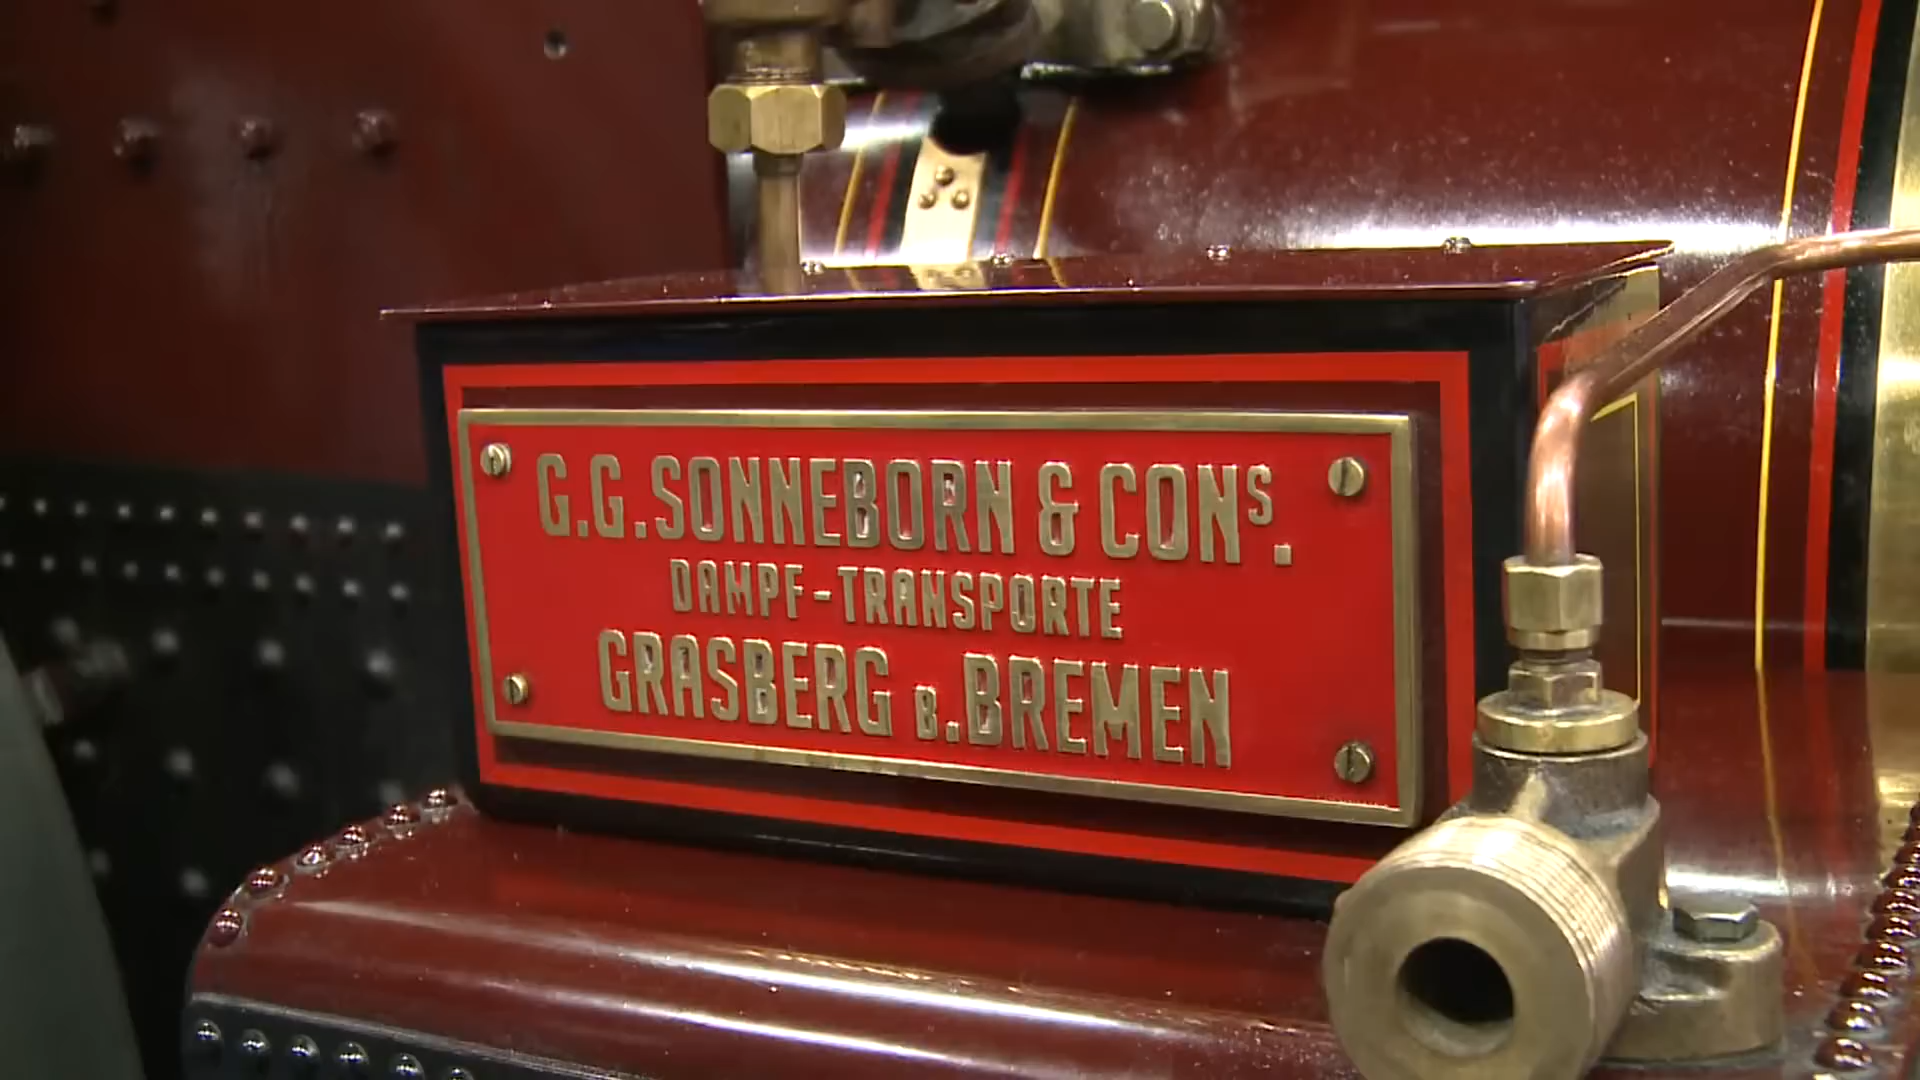 G.G. SONNEBORN & CONS.
DAMPF-TRANSPORTE
GRASBERG B. BREMEN